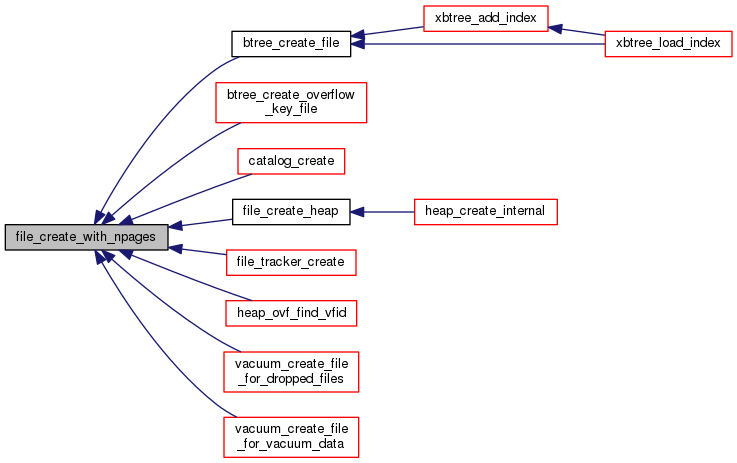 xbtree_add_index
btree_create_file
xbtree_load_index
btree_create_overflow
_key_file
catalog_create
file_create_heap
heap_create_internal
file_create_with_npages
file_tracker_create
heap_ovf_find_vfid
vacuum_create_file
_for_dropped_files
vacuum_create_file
_for_vacuum_data